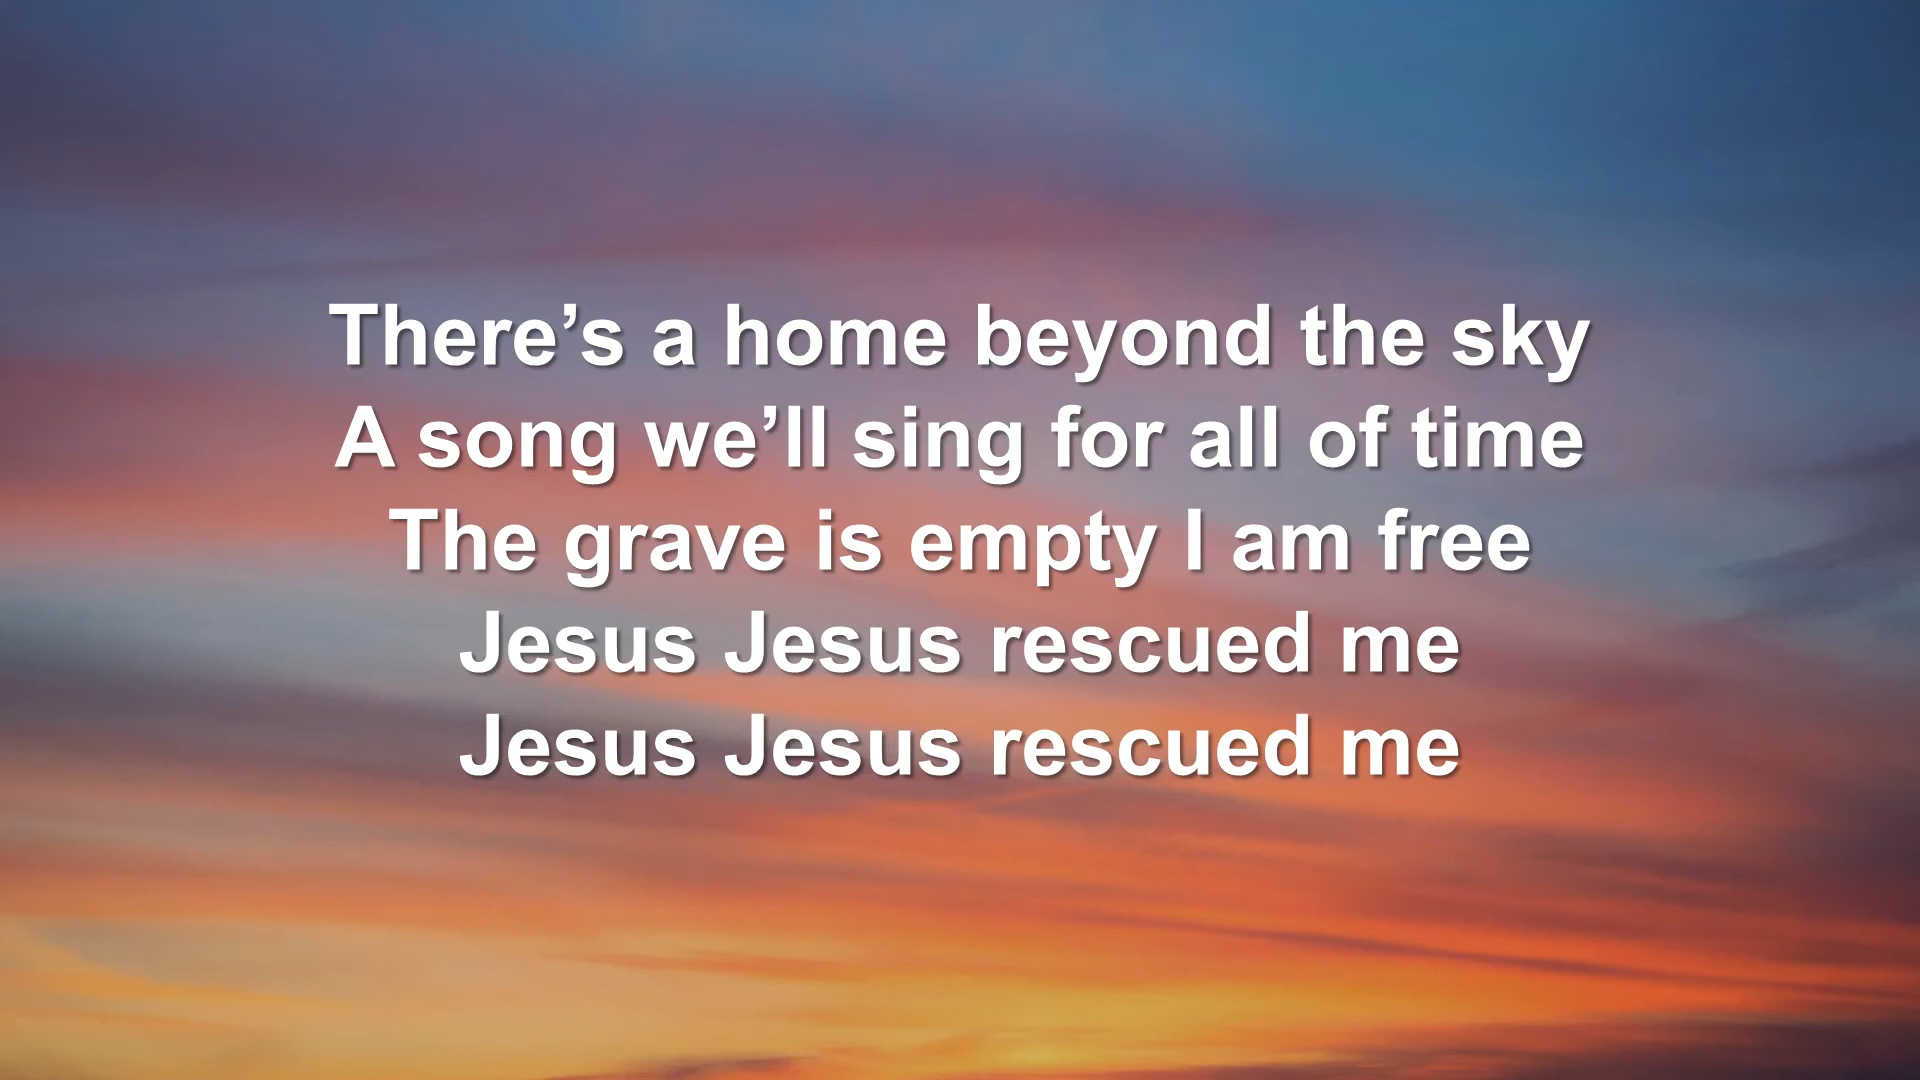 There’s a home beyond the sky
A song we’ll sing for all of time
The grave is empty I am free
Jesus Jesus rescued me
Jesus Jesus rescued me